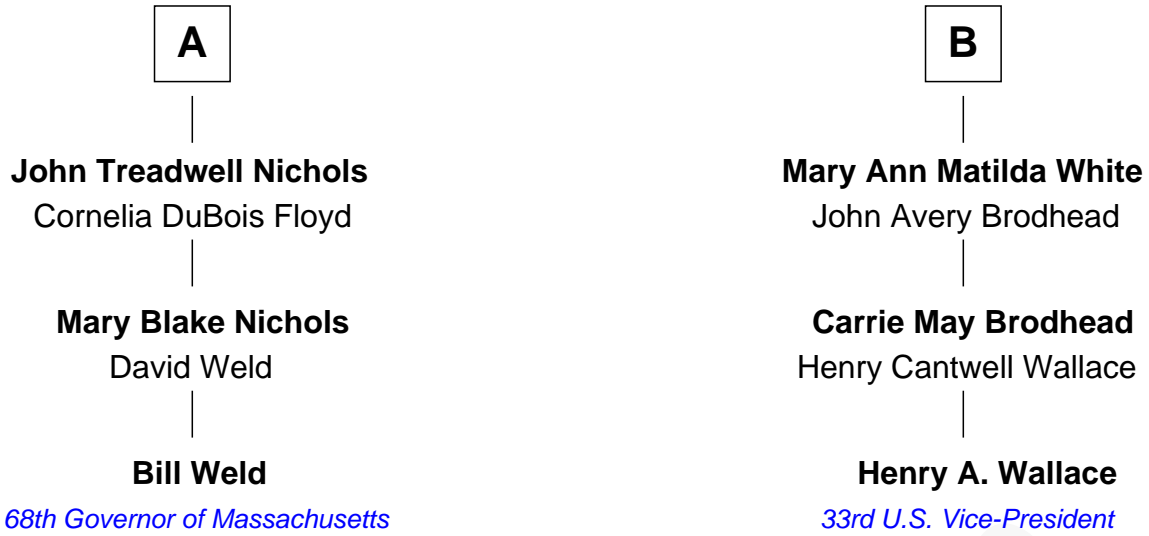 A
John Treadwell Nichols
Cornelia DuBois Floyd
Mary Blake Nichols
David Weld
Bill Weld
68th Governor of Massachusetts
B
Mary Ann Matilda White
John Avery Brodhead
Carrie May Brodhead
Henry Cantwell Wallace
Henry A. Wallace
33rd U.S. Vice-President